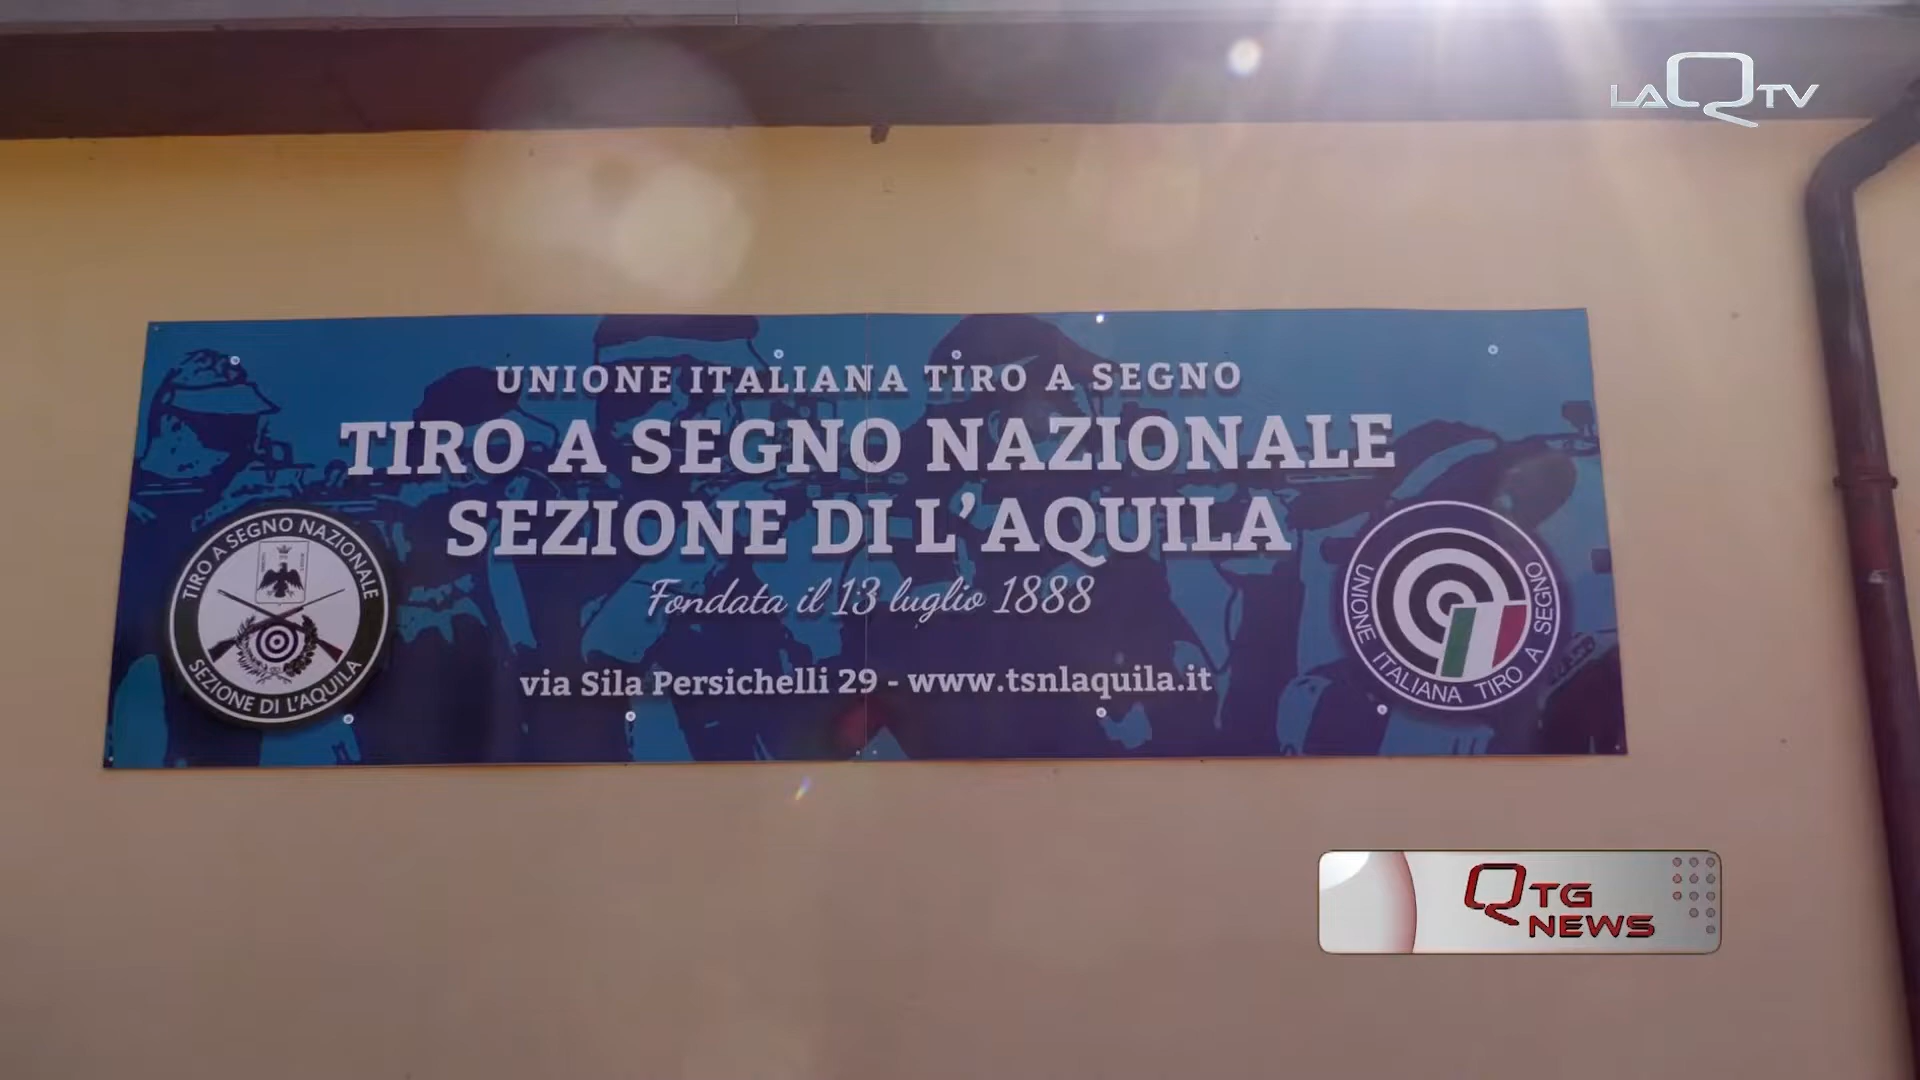 LAQTV
UNIONE ITALIANA TIRO A SEGNO
TIRO A SEGNO NAZIONALE
SEZIONE DI L'AQUILA
Fondata il 13 luglio 1888
via Sila Persichelli 29 - www.tsnlaquila.it
TIRO A SEGNO NAZIONALE
SEZIONE DI L'AQUILA
UNIONE ITALIANA TIRO A SEGNO
QTG
NEWS